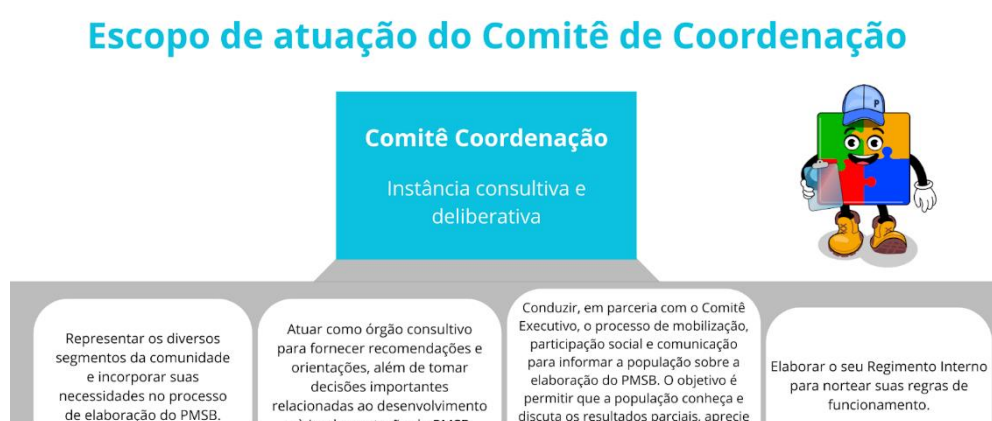 Escopo de atuação do Comitê de Coordenação
Comitê Coordenação
Instância consultiva e
deliberativa
P
Representar os diversos
segmentos da comunidade
e incorporar suas
necessidades no processo
de elaboração do PMSB.
Atuar como órgão consultivo
para fornecer recomendações e
orientações, além de tomar
decisões importantes
relacionadas ao desenvolvimento
Conduzir, em parceria com o Comitê
Executivo, o processo de mobilização,
participação social e comunicação
para informar a população sobre a
elaboração do PMSB. O objetivo é
permitir que a população conheça e
discuta os resultados parciais, aprecie
Elaborar o seu Regimento Interno
para nortear suas regras de
funcionamento.